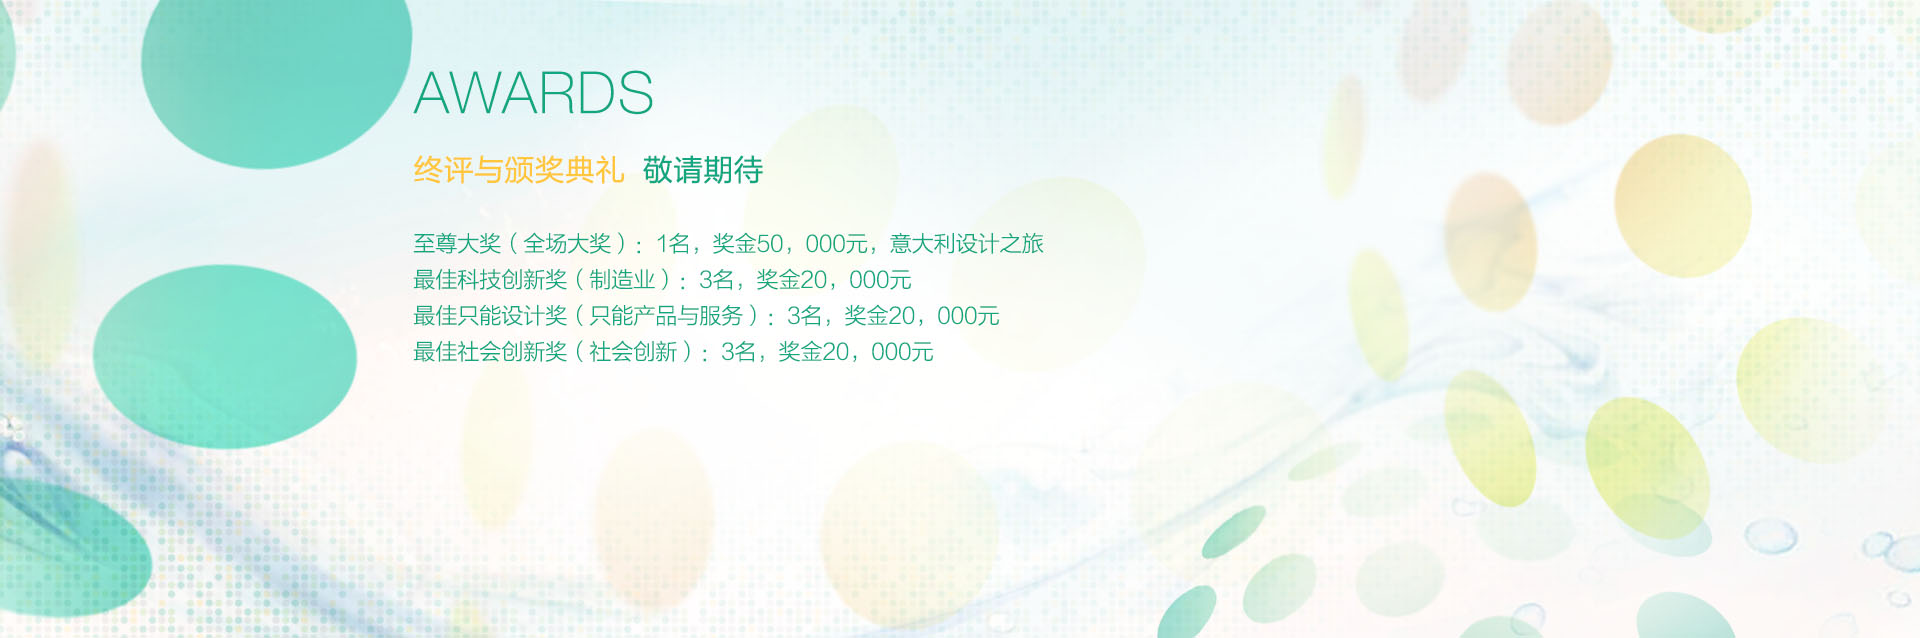 AWARDS
终评与颁奖典礼 敬请期待
至尊大奖（全场大奖）：1名，奖金50，000元，意大利设计之旅
最佳科技创新奖（制造业）：3名，奖金20，000元
最佳只能设计奖（只能产品与服务）：3名，奖金20，000元
最佳社会创新奖（社会创新）：3名，奖金20，000元